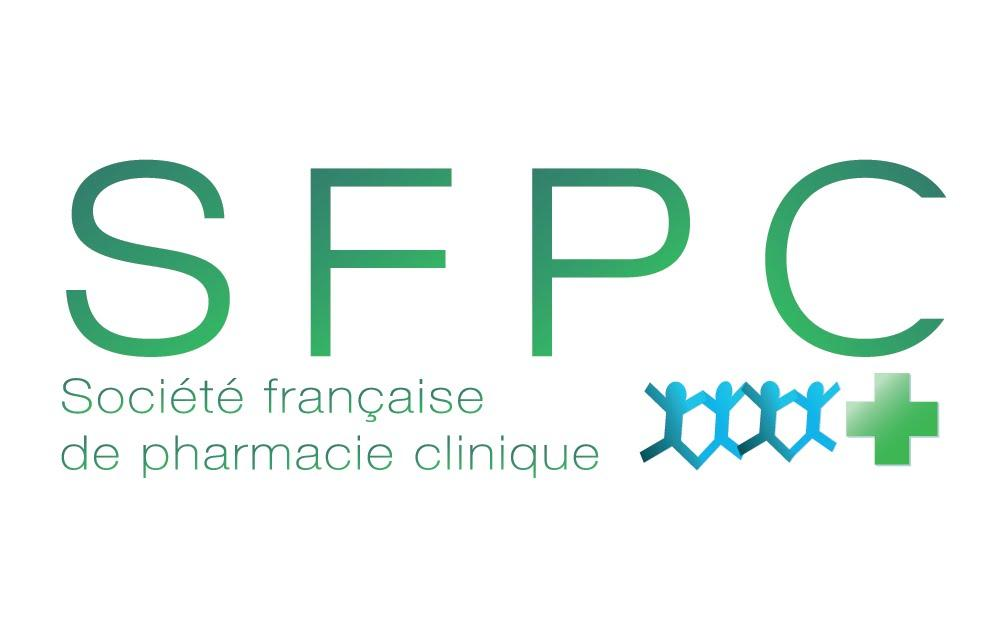 SFPC
Société française
de pharmacie clinique